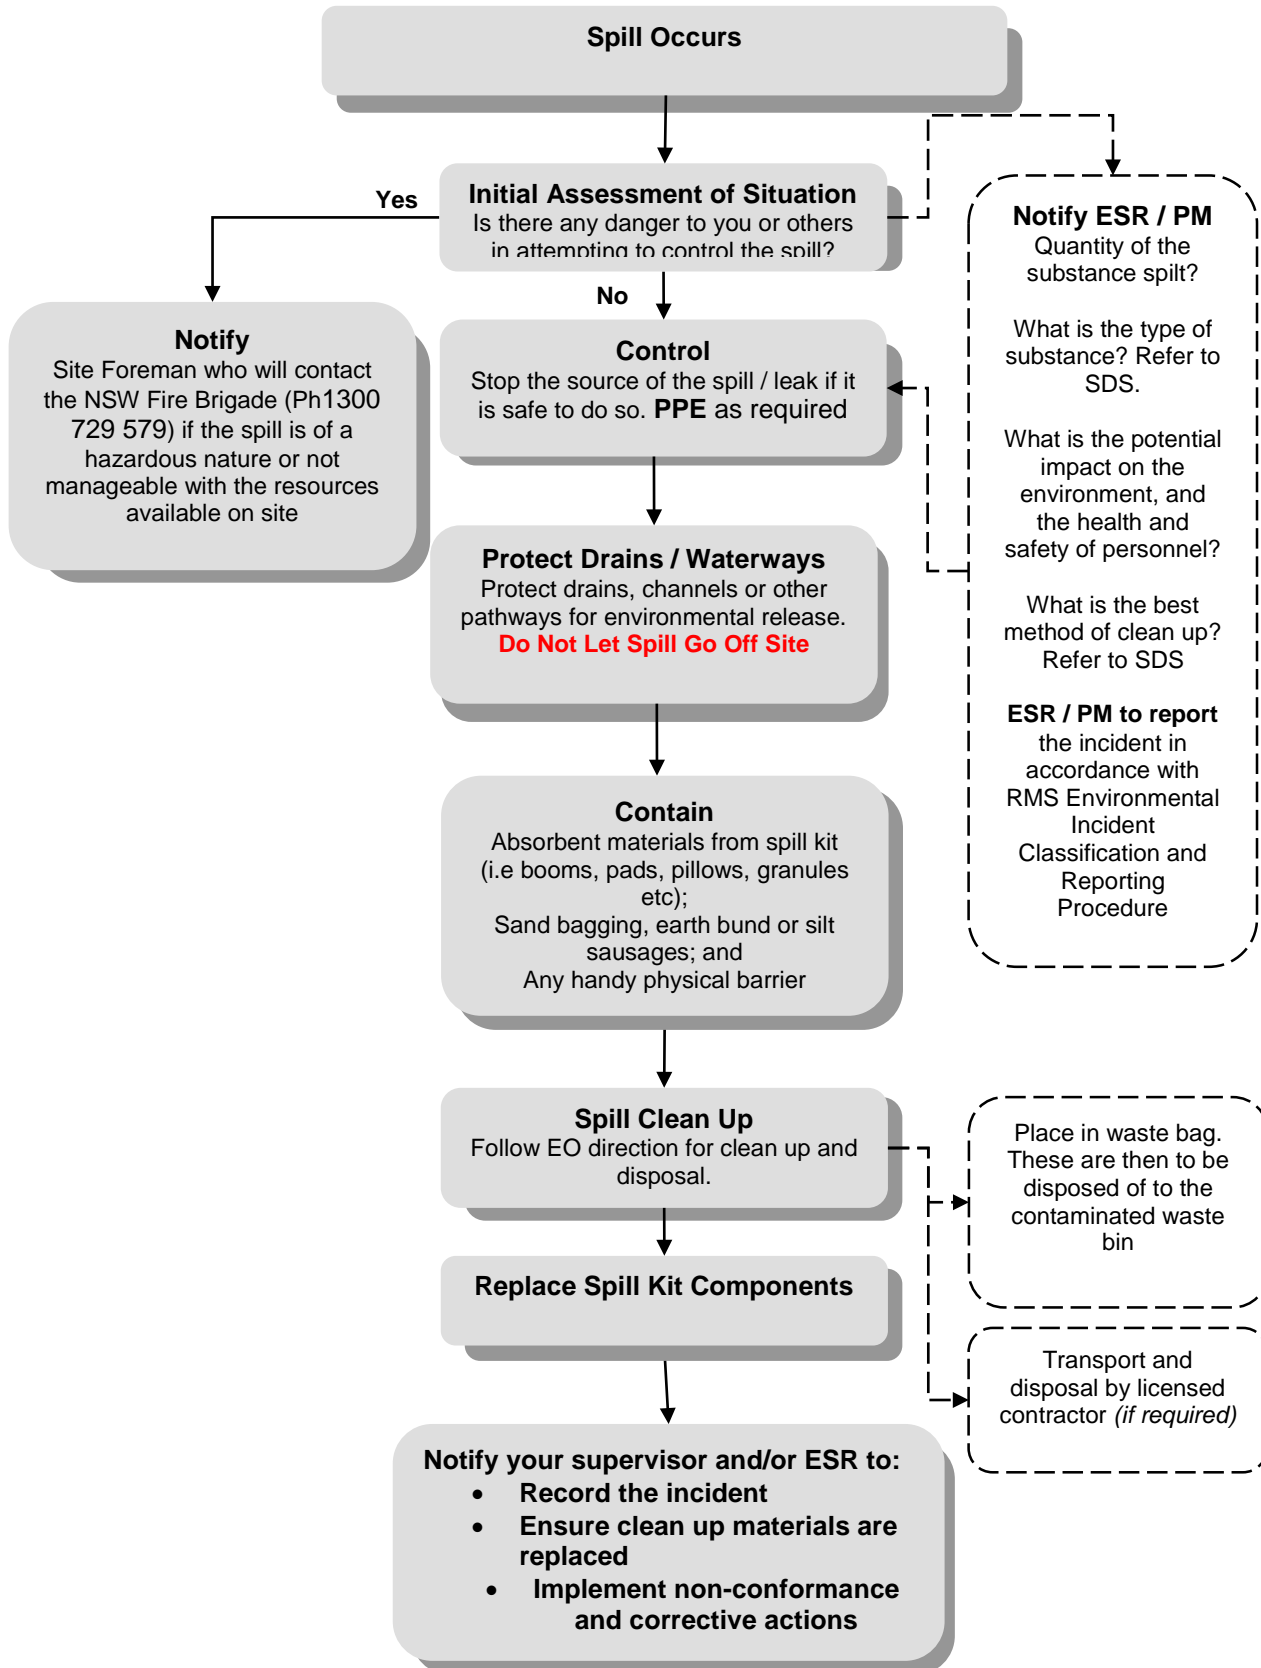 Spill Occurs
Initial Assessment of Situation
Is there any danger to you or others
in attempting to control the spill?
Yes
No
Notify
Site Foreman who will contact
the NSW Fire Brigade (Ph1300
729 579) if the spill is of a
hazardous nature or not
manageable with the resources
available on site
Control
Stop the source of the spill / leak if it
is safe to do so. PPE as required
Notify ESR / PM
Quantity of the
substance spilt?
What is the type of
substance? Refer to
SDS.
What is the potential
impact on the
environment, and
the health and
safety of personnel?
What is the best
method of clean up?
Refer to SDS
ESR / PM to report
the incident in
accordance with
RMS Environmental
Incident
Classification and
Reporting
Procedure
Protect Drains / Waterways
Protect drains, channels or other
pathways for environmental release.
Do Not Let Spill Go Off Site
Contain
Absorbent materials from spill kit
(i.e booms, pads, pillows, granules
etc);
Sand bagging, earth bund or silt
sausages; and
Any handy physical barrier
Spill Clean Up
Follow EO direction for clean up and
disposal.
Place in waste bag.
These are then to be
disposed of to the
contaminated waste
bin
Replace Spill Kit Components
Transport and
disposal by licensed
contractor (if required)
Notify your supervisor and/or ESR to:
• Record the incident
• Ensure clean up materials are
replaced
• Implement non-conformance
and corrective actions